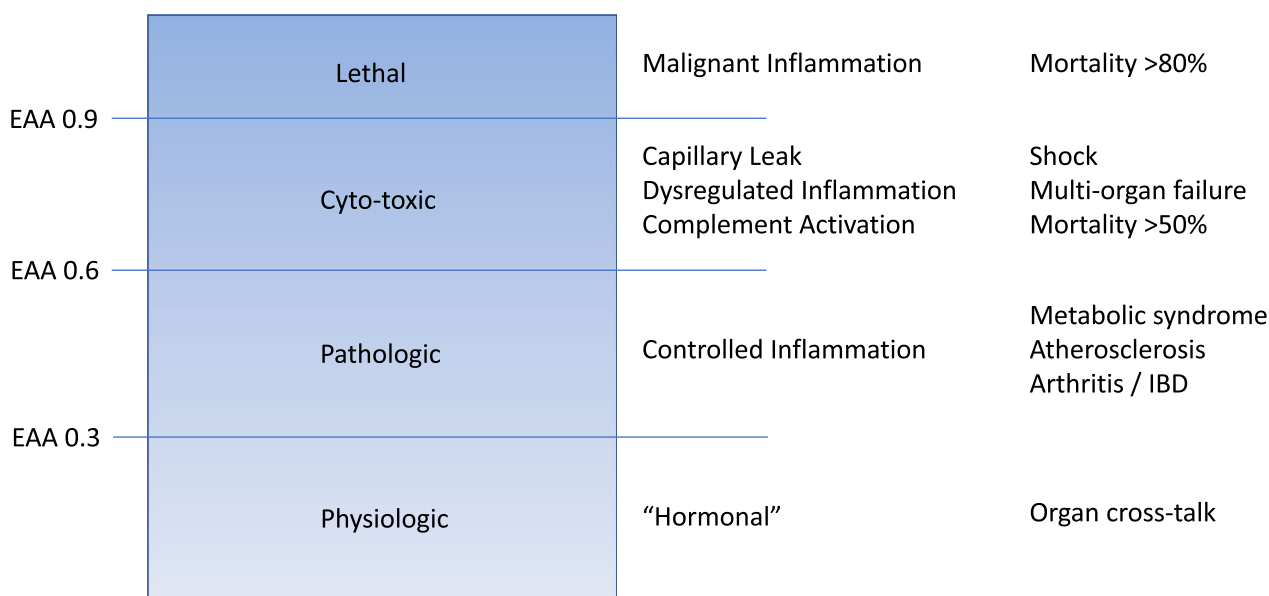 Lethal
Malignant Inflammation
Mortality >80%
EAA 0.9
Cyto-toxic
Capillary Leak
Dysregulated Inflammation
Complement Activation
Shock
Multi-organ failure
Mortality >50%
EAA 0.6
Pathologic
Controlled Inflammation
Metabolic syndrome
Atherosclerosis
Arthritis / IBD
EAA 0.3
Physiologic
“Hormonal”
Organ cross-talk